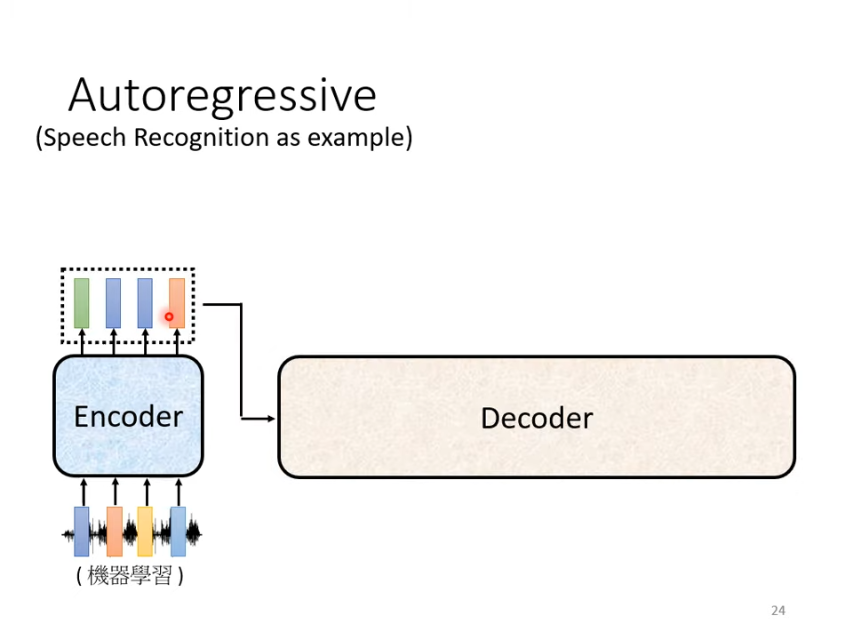 Autoregressive
(Speech Recognition as example)
Encoder
Decoder
( 機器學習 )
24